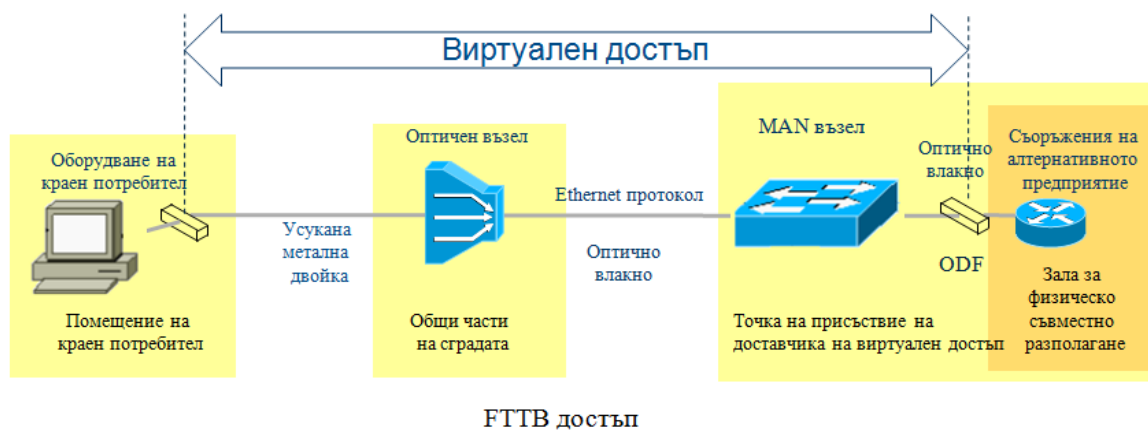 Виртуален достъп
Оборудване на
краен потребител
Усукана
метална
двойка
Помещение на
краен потребител
Оптичен възел
Общи части
на сградата
Ethernet протокол
Оптично
влакно
MAN възел
Оптично
влакно
ODF
Точка на присъствие на
доставчика на виртуален достъп
Съоръжения на
алтернативното
предприятие
Зала за
физическо
съвместно
разполагане
FTTB достъп